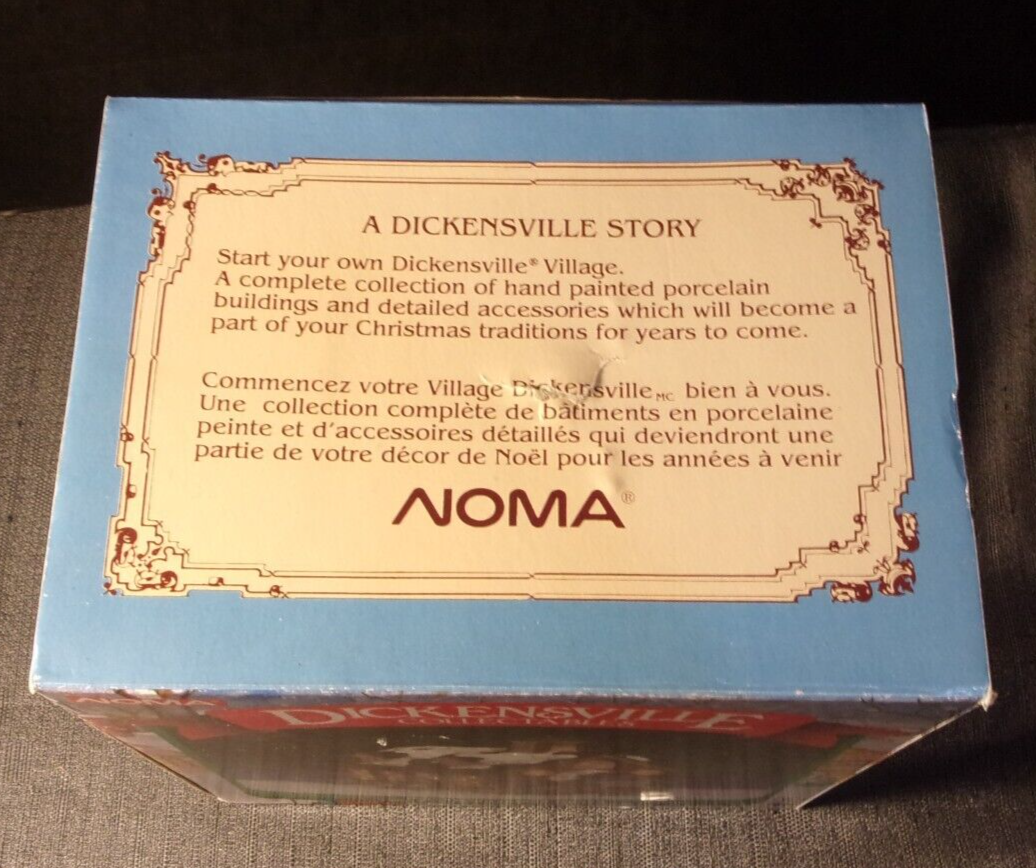 A DICKENSVILLE STORY
Start your own Dickensville® Village.
A complete collection of hand painted porcelain
buildings and detailed accessories which will become a
part of your Christmas traditions for years to come.
Commencez votre Village Dickensville MC bien à vous.
Une collection complète de bâtiments en porcelaine
peinte et d'accessoires détaillés qui deviendront une
partie de votre décor de Noël pour les années à venir
NOMA®
NOMA
DICKENSVILLE